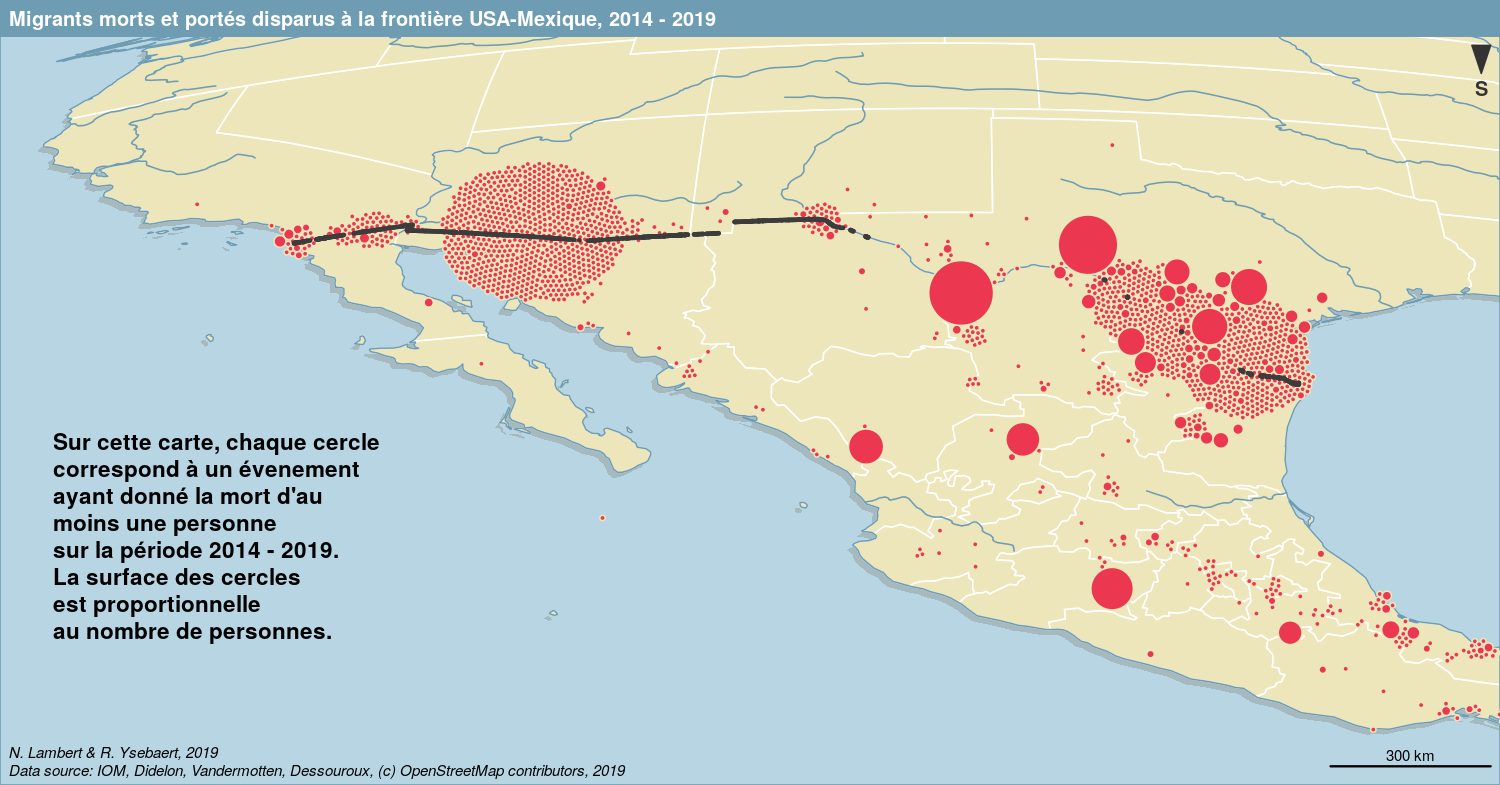 Migrants morts et portés disparus à la frontière USA-Mexique, 2014 - 2019
S
Sur cette carte, chaque cercle
correspond à un évenement
ayant donné la mort d'au
moins une personne
sur la période 2014 - 2019.
La surface des cercles
est proportionnelle
au nombre de personnes.
N. Lambert & R. Ysebaert, 2019
Data source: IOM, Didelon, Vandermotten, Dessouroux, (c) OpenStreetMap contributors, 2019
300 km